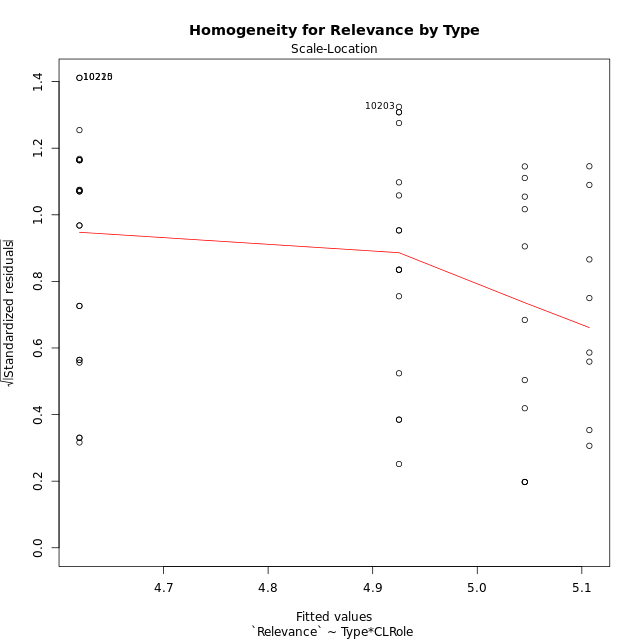 Homogeneity for Relevance by Type
Scale-Location
10203
0.0 0.2 0.4 0.6 0.8 1.0 1.2 1.4
√|Standardized residuals|
4.7 4.8 4.9 5.0 5.1
Fitted values
`Relevance` ~ Type*CLRole